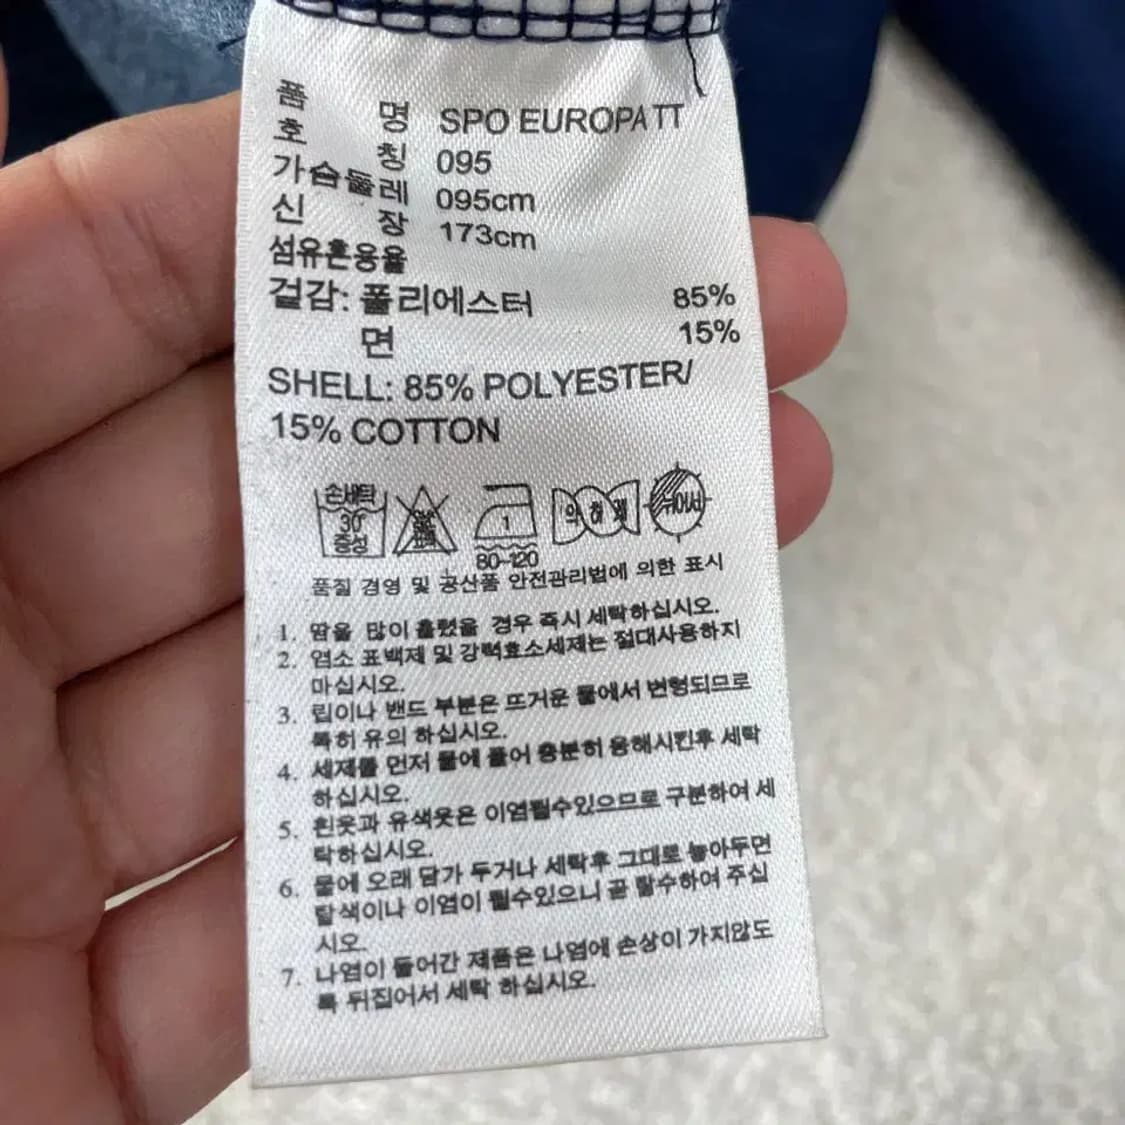 품 명 SPO EUROPA TT
호 칭 095
가슴둘레 095cm
신 장 173cm
섬유혼용율
겉감: 폴리에스터 85%
면 15%
SHELL: 85% POLYESTER/
15% COTTON
손세탁
30°
중성
1
80~120
약하게
뉘어서
품질 경영 및 공산품 안전관리법에 의한 표시
1. 땀을 많이 흘렸을 경우 즉시 세탁하십시오.
2. 염소 표백제 및 강력효소세제는 절대사용하지
마십시오.
3. 립이나 밴드 부분은 뜨거운 물에서 변형되므로
특히 유의 하십시오.
4. 세제를 먼저 물에 풀어 충분히 용해시킨후 세탁
하십시오.
5. 흰옷과 유색옷은 이염될수있으므로 구분하여 세
탁하십시오.
6. 물에 오래 담가 두거나 세탁후 그대로 놓아두면
탈색이나 이염이 될수있으니 곧 탈수하여 주십
시오.
7. 나염이 들어간 제품은 나염에 손상이 가지않도
록 뒤집어서 세탁 하십시오.